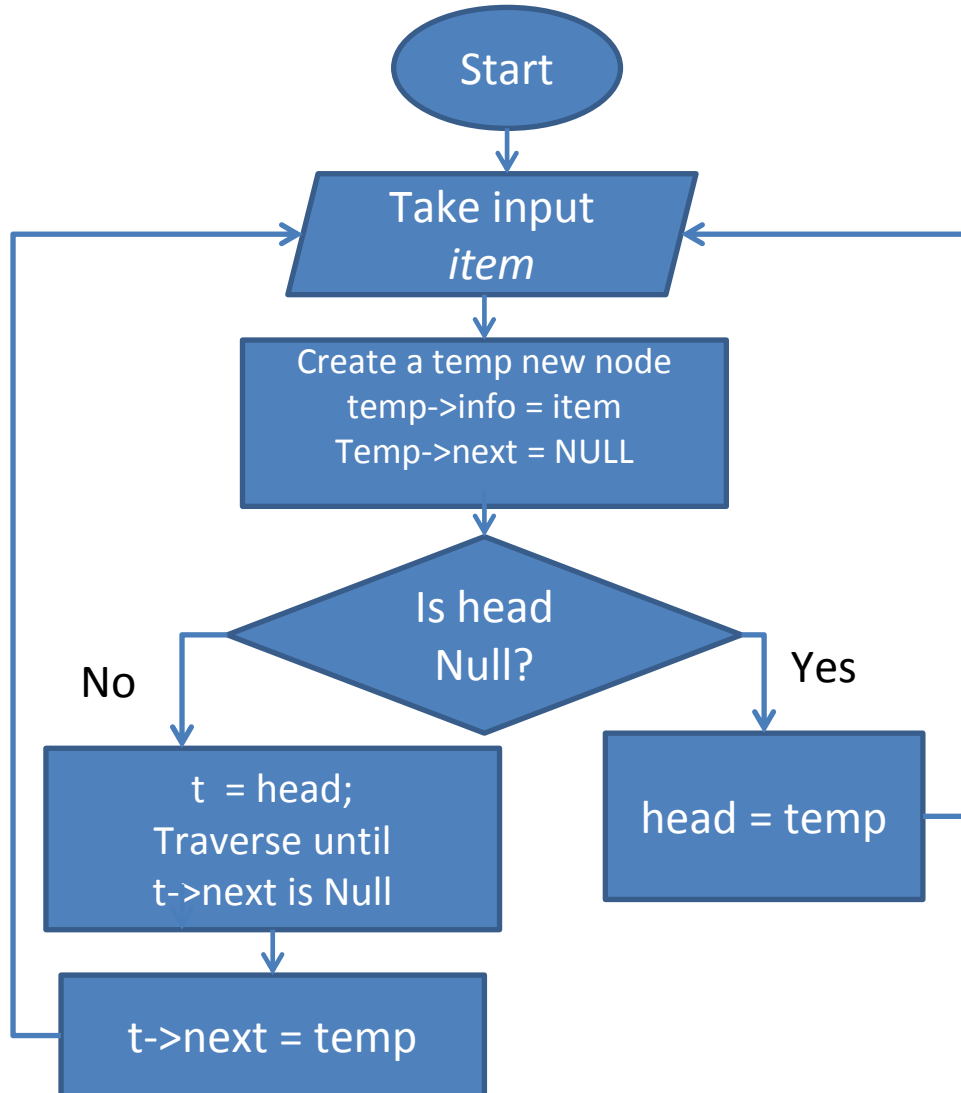 Start
Take input
item
Create a temp new node
temp->info = item
Temp->next = NULL
Is head
Null?
No
Yes
t = head;
Traverse until
t->next is Null
head = temp
t->next = temp